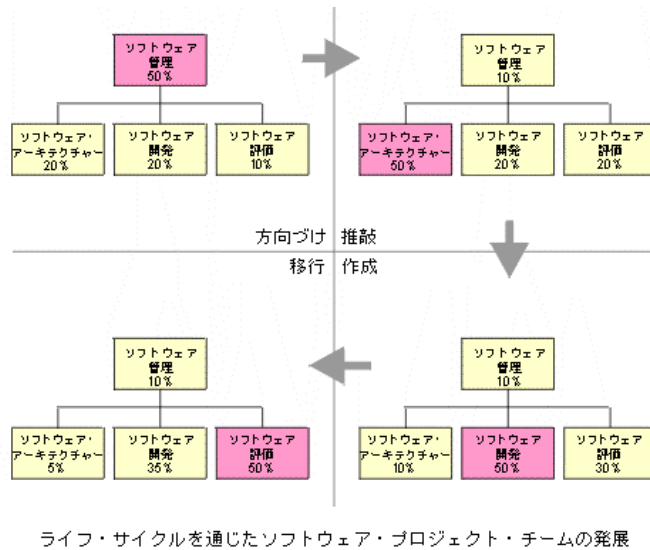 ソフトウェア
管理
50%
ソフトウェア・
アーキテクチャー
20%
ソフトウェア
開発
20%
ソフトウェア
評価
10%
方向づけ
ソフトウェア
管理
10%
ソフトウェア・
アーキテクチャー
50%
ソフトウェア
開発
20%
ソフトウェア
評価
20%
推敲
移行
作成
ソフトウェア
管理
10%
ソフトウェア・
アーキテクチャー
5%
ソフトウェア
開発
35%
ソフトウェア
評価
50%
ソフトウェア
管理
10%
ソフトウェア・
アーキテクチャー
10%
ソフトウェア
開発
50%
ソフトウェア
評価
30%
ライフ・サイクルを通じたソフトウェア・プロジェクト・チームの発展